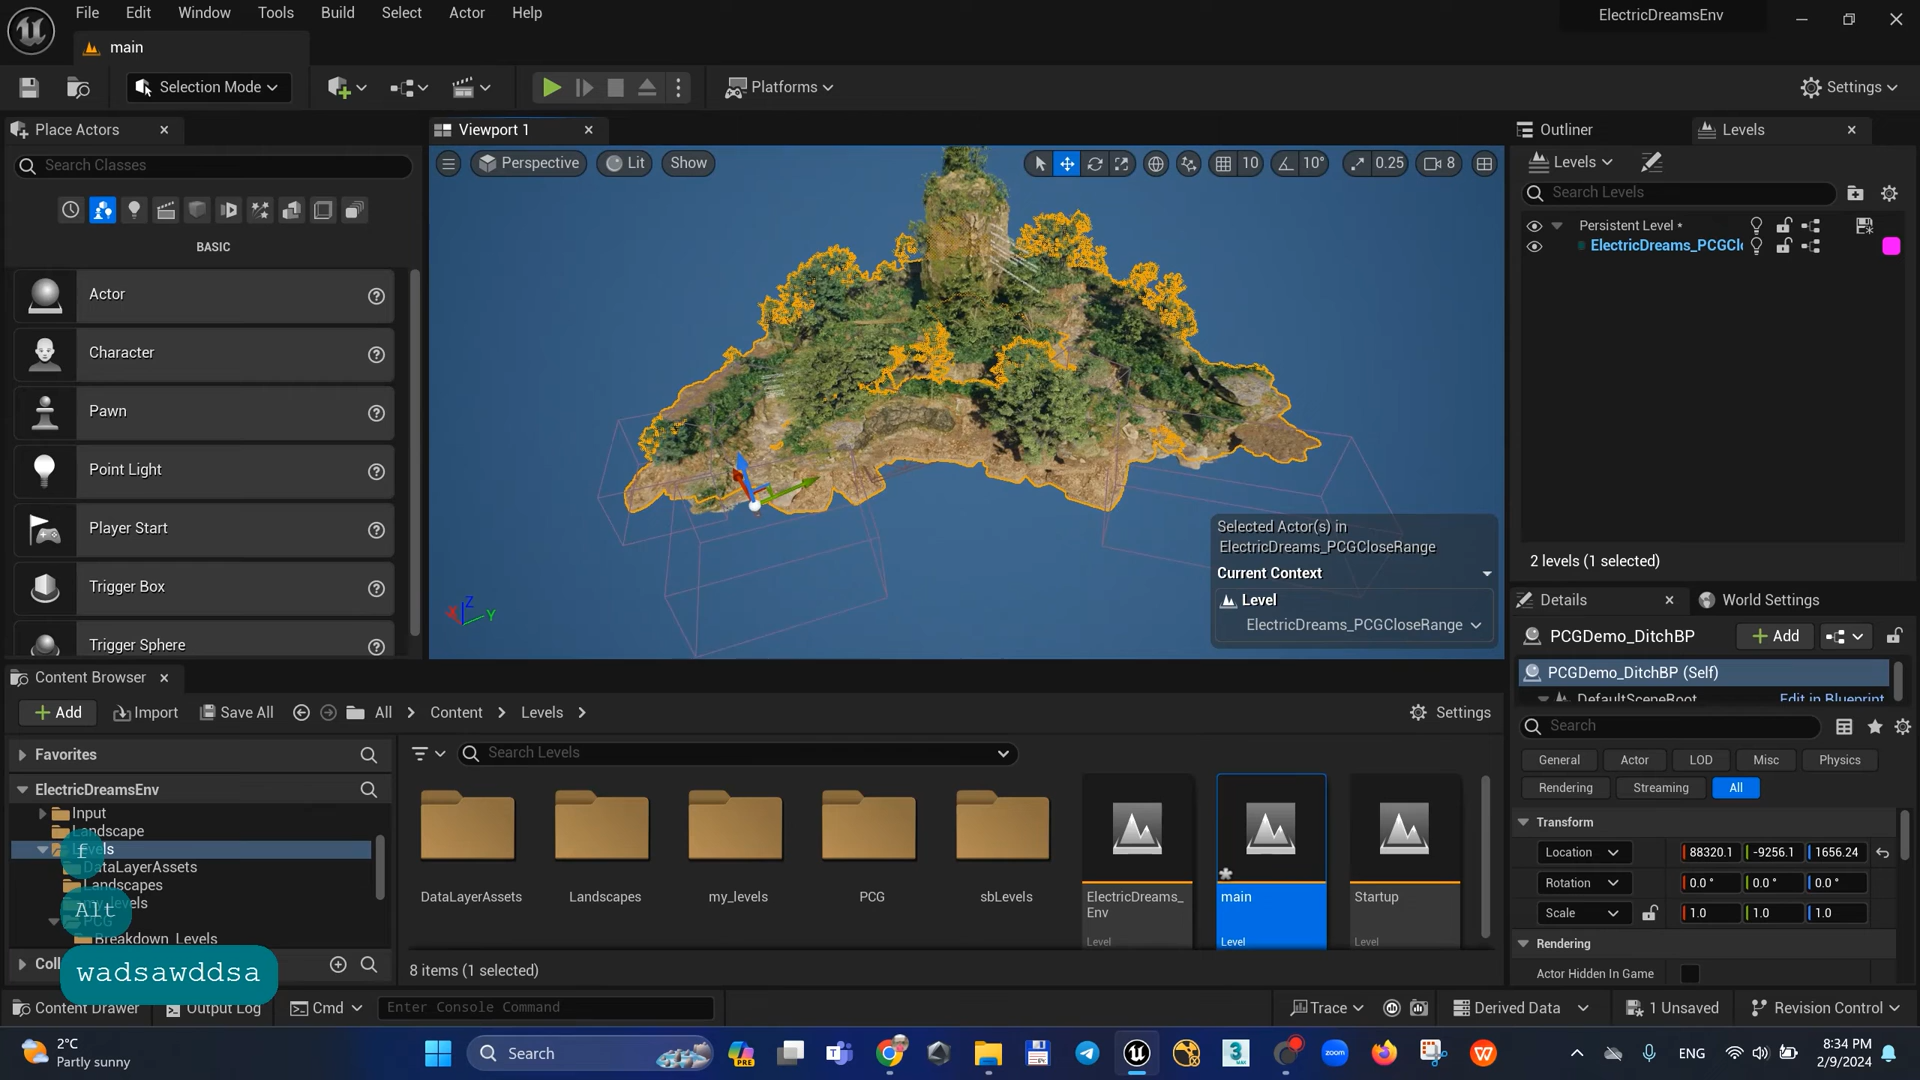 File Edit Window Tools Build Select Actor Help
ElectricDreamsEnv
main
Selection Mode
Platforms
Settings
Place Actors
Search Classes
BASIC
Actor
Character
Pawn
Point Light
Player Start
Trigger Box
Trigger Sphere
Viewport 1
Perspective Lit Show
10 10° 0.25 8
Z
X Y
Selected Actor(s) in
ElectricDreams_PCGCloseRange
Current Context
Level
ElectricDreams_PCGCloseRange
Outliner Levels
Levels
Search Levels
Persistent Level *
ElectricDreams_PCGCl
2 levels (1 selected)
Details World Settings
PCGDemo_DitchBP
Add
PCGDemo_DitchBP (Self)
DefaultSceneRoot Edit in Blueprint
Search
General Actor LOD Misc Physics
Rendering Streaming All
Transform
Location 88320.1 -9256.1 1656.24
Rotation 0.0 ° 0.0 ° 0.0 °
Scale 1.0 1.0 1.0
Rendering
Actor Hidden In Game
Content Browser
Add Import Save All All Content Levels Settings
Favorites
ElectricDreamsEnv
Input
Landscape
DataLayerAssets
Landscapes
PCG
Breakdown_Levels
f
Alt
wadsawddsa
Search Levels
DataLayerAssets
Landscapes
my_levels
PCG
sbLevels
ElectricDreams_
Env
Level
main
Level
Startup
Level
8 items (1 selected)
Content Drawer Output Log Cmd Enter Console Command Trace Derived Data 1 Unsaved Revision Control
2°C
Partly sunny
Search
PRE
ENG
8:34 PM
2/9/2024